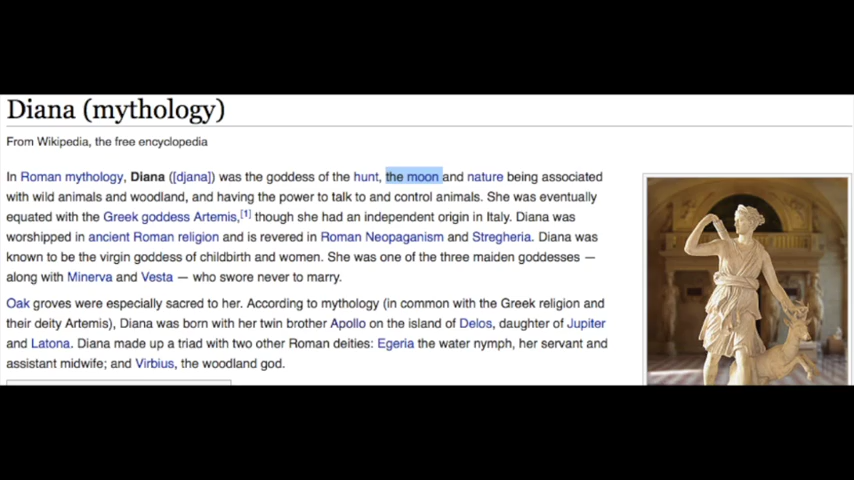 Diana (mythology)
From Wikipedia, the free encyclopedia
In Roman mythology, Diana ([djana]) was the goddess of the hunt, the moon and nature being associated
with wild animals and woodland, and having the power to talk to and control animals. She was eventually
equated with the Greek goddess Artemis,[1] though she had an independent origin in Italy. Diana was
worshipped in ancient Roman religion and is revered in Roman Neopaganism and Stregheria. Diana was
known to be the virgin goddess of childbirth and women. She was one of the three maiden goddesses —
along with Minerva and Vesta — who swore never to marry.
Oak groves were especially sacred to her. According to mythology (in common with the Greek religion and
their deity Artemis), Diana was born with her twin brother Apollo on the island of Delos, daughter of Jupiter
and Latona. Diana made up a triad with two other Roman deities: Egeria the water nymph, her servant and
assistant midwife; and Virbius, the woodland god.